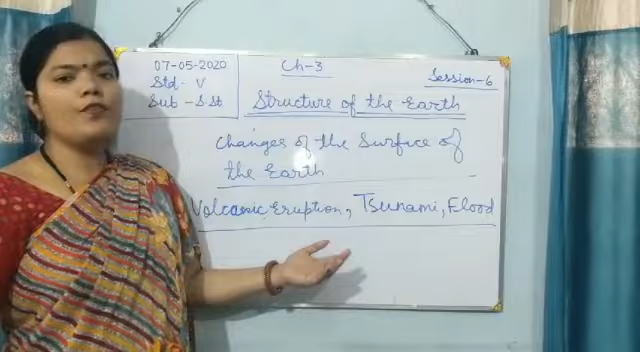 07-05-2020
Std- V
Sub - S.St
Ch-3
Session-6
Structure of the Earth
Changes of the Surface of
the Earth
Volcanic Eruption, Tsunami, Flood